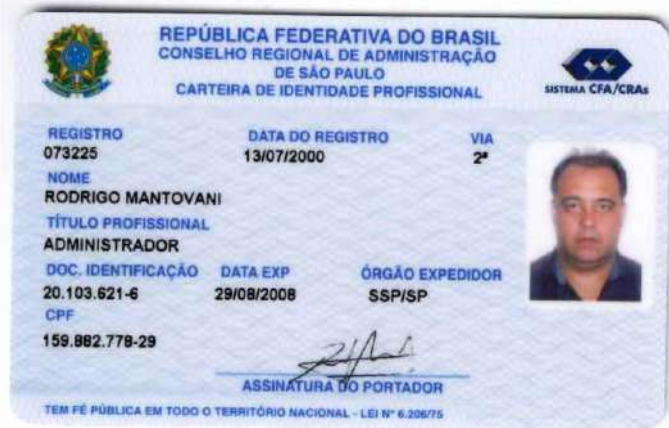 REPÚBLICA FEDERATIVA DO BRASIL
CONSELHO REGIONAL DE ADMINISTRAÇÃO
DE SÃO PAULO
CARTEIRA DE IDENTIDADE PROFISSIONAL
SISTEMA CFA/CRAs
REGISTRO DATA DO REGISTRO VIA
073225 13/07/2000 2ª
NOME
RODRIGO MANTOVANI
TÍTULO PROFISSIONAL
ADMINISTRADOR
DOC. IDENTIFICAÇÃO DATA EXP ÓRGÃO EXPEDIDOR
20.103.621-6 29/08/2008 SSP/SP
CPF
159.882.778-29
ASSINATURA DO PORTADOR
TEM FÉ PÚBLICA EM TODO O TERRITÓRIO NACIONAL - LEI Nº 6.206/75